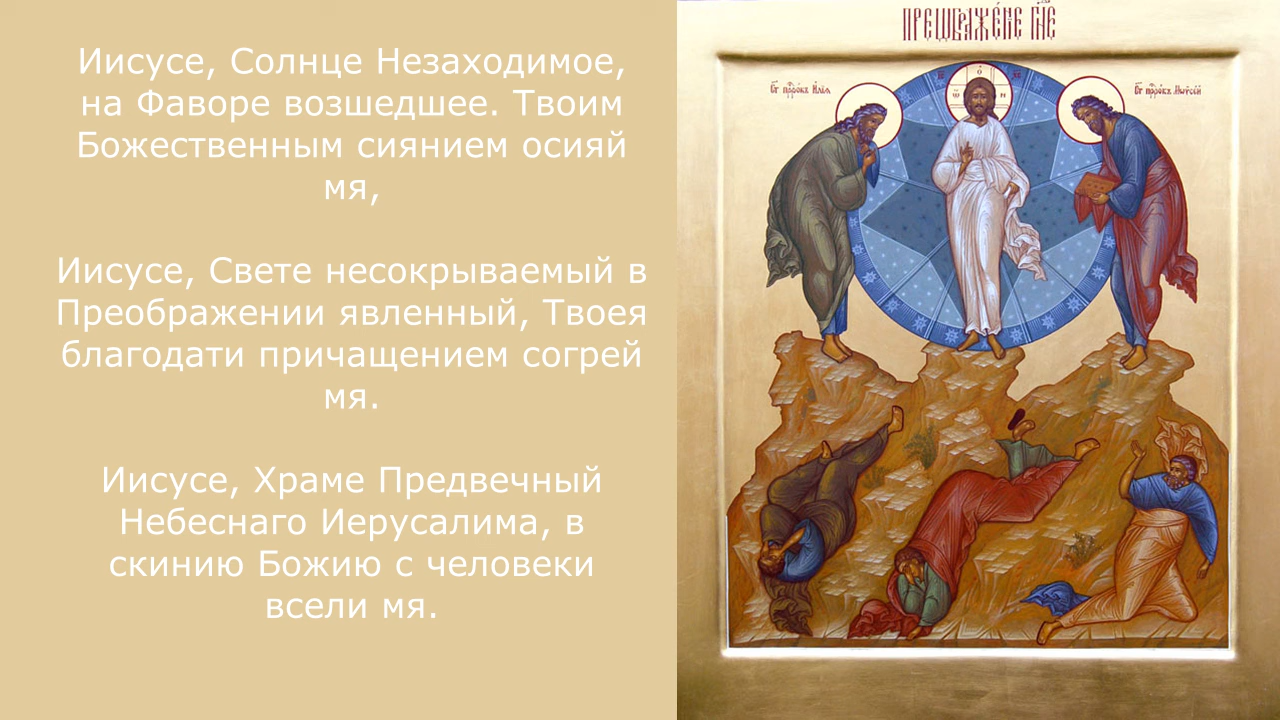 Иисусе, Солнце Незаходимое,
на Фаворе возшедшее. Твоим
Божественным сиянием осияй
мя,
Иисусе, Свете несокрываемый в
Преображении явленный, Твоея
благодати причащением согрей
мя.
Иисусе, Храме Предвечный
Небеснаго Иерусалима, в
скинию Божию с человеки
всели мя.